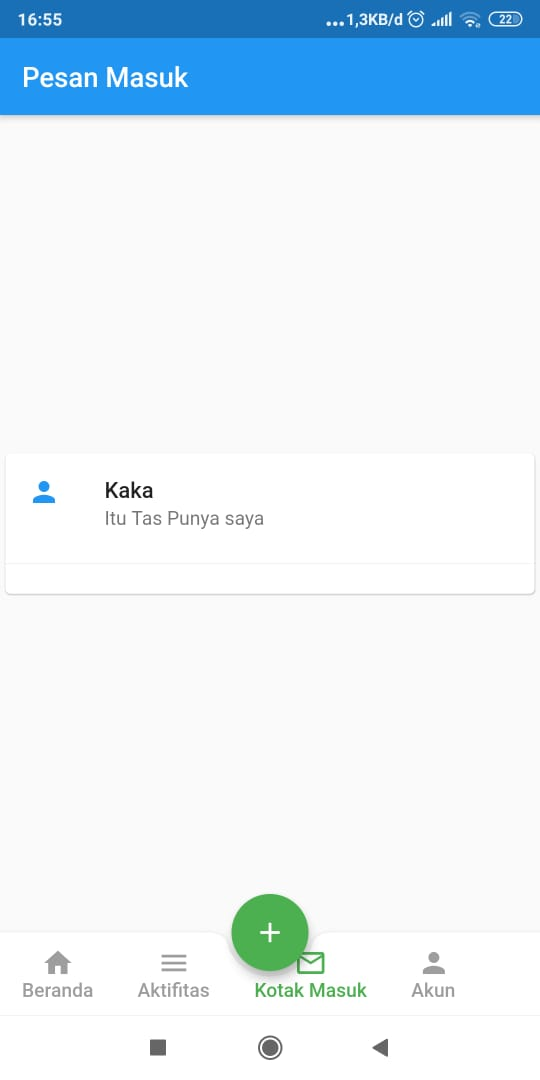 16:55
...1,3KB/d
22
Pesan Masuk
Kaka
Itu Tas Punya saya
Beranda
Aktifitas
Kotak Masuk
Akun